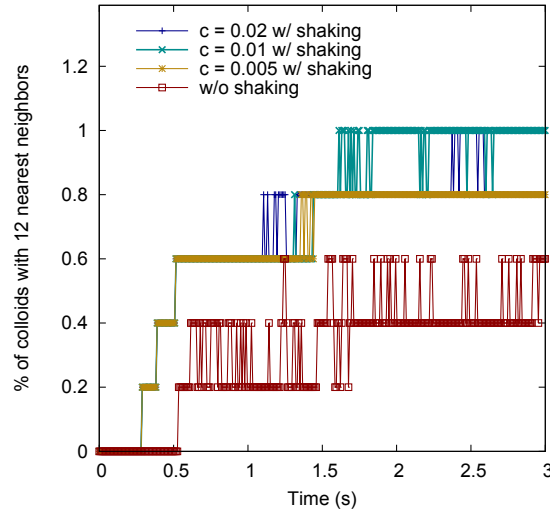 c = 0.02 w/ shaking
c = 0.01 w/ shaking
c = 0.005 w/ shaking
w/o shaking
% of colloids with 12 nearest neighbors
1.2
1
0.8
0.6
0.4
0.2
0
0 0.5 1 1.5 2 2.5 3
Time (s)